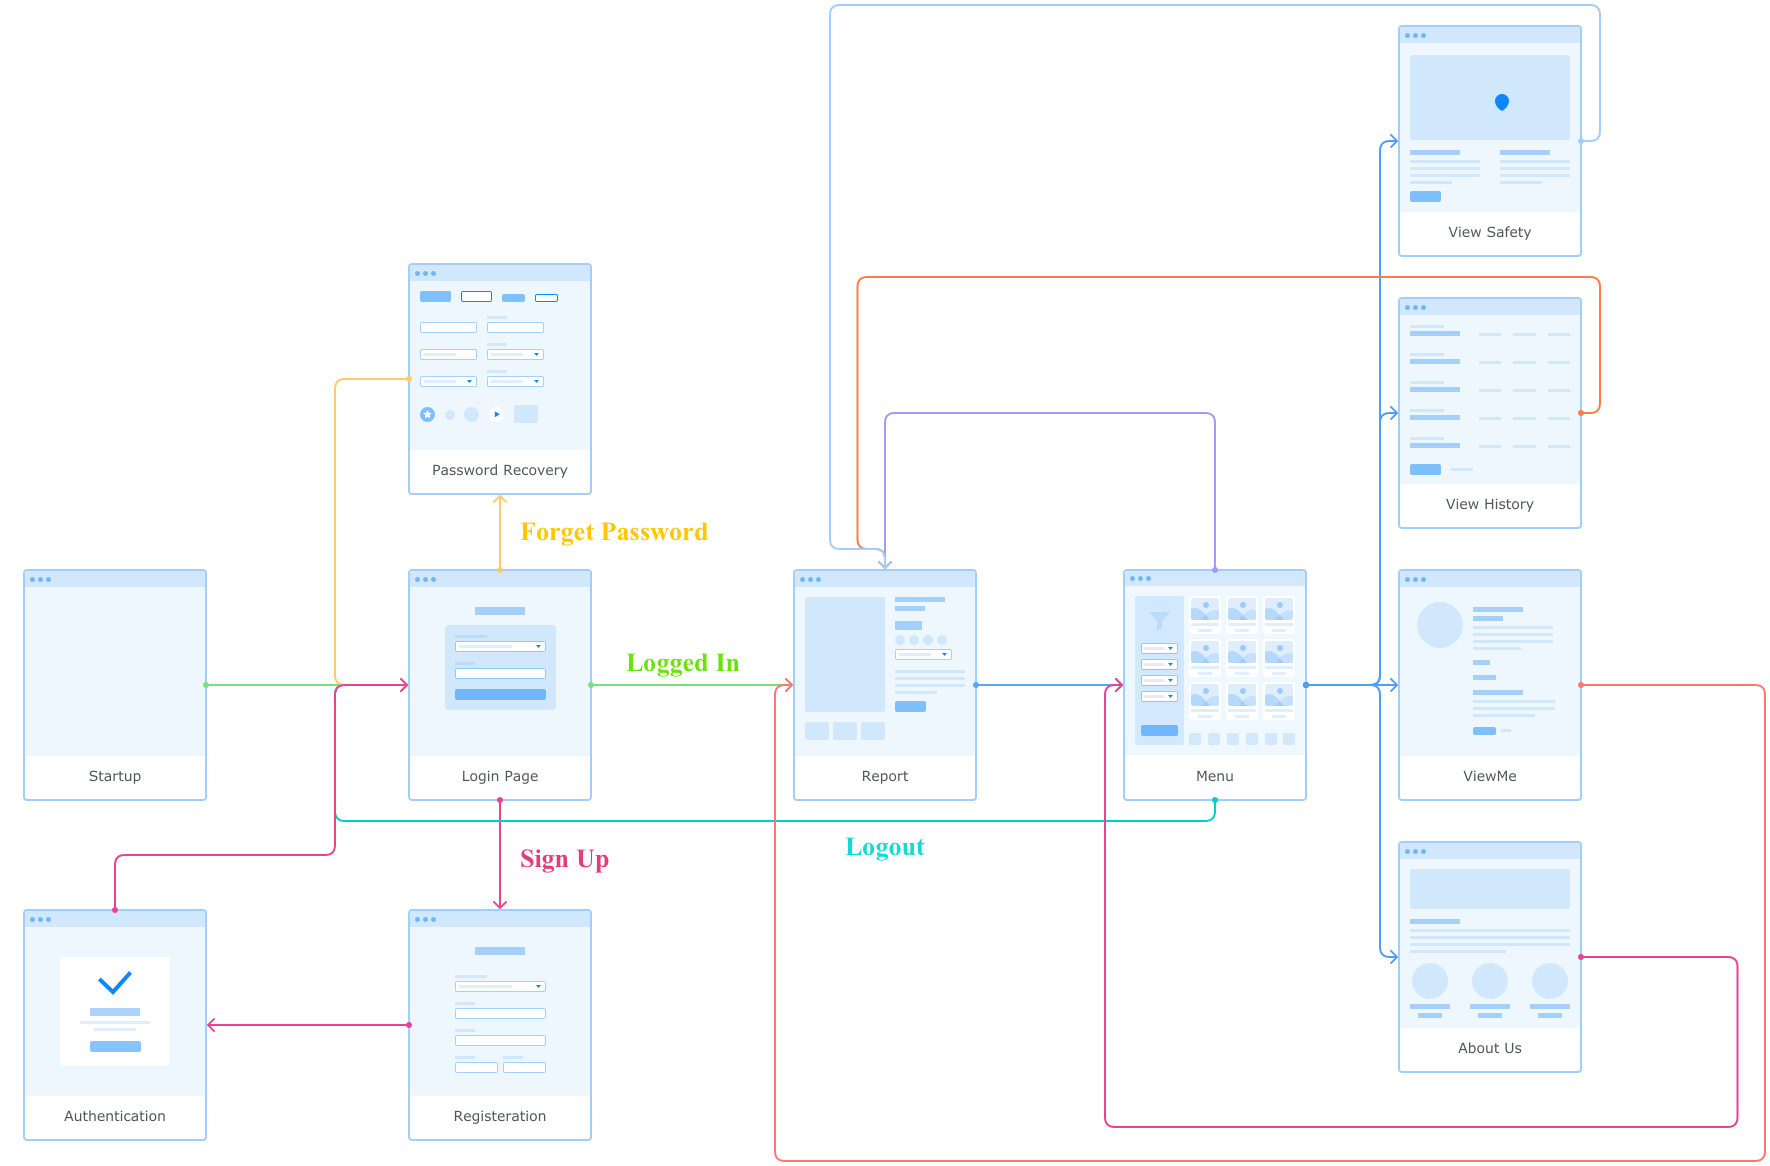 View Safety
Password Recovery
View History
Forget Password
Logged In
Startup
Login Page
Report
Menu
ViewMe
Sign Up
Logout
About Us
Authentication
Registeration